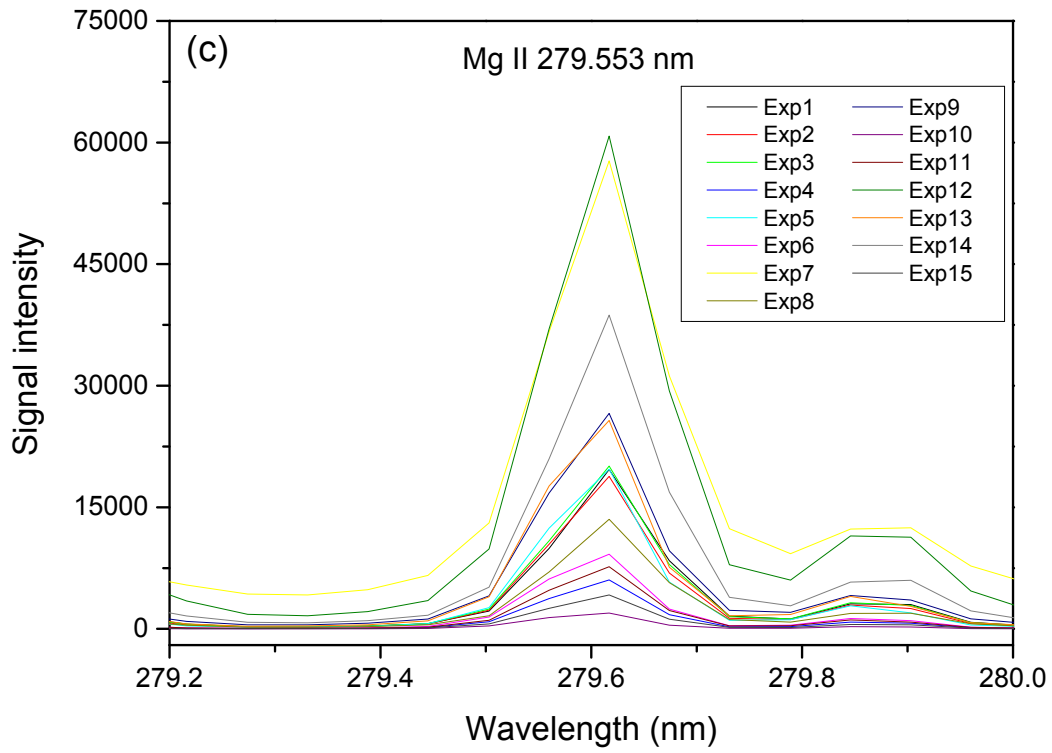 (c)
Mg II 279.553 nm
75000
60000
45000
30000
15000
0
Signal intensity
Exp1
Exp2
Exp3
Exp4
Exp5
Exp6
Exp7
Exp8
Exp9
Exp10
Exp11
Exp12
Exp13
Exp14
Exp15
279.2 279.4 279.6 279.8 280.0
Wavelength (nm)